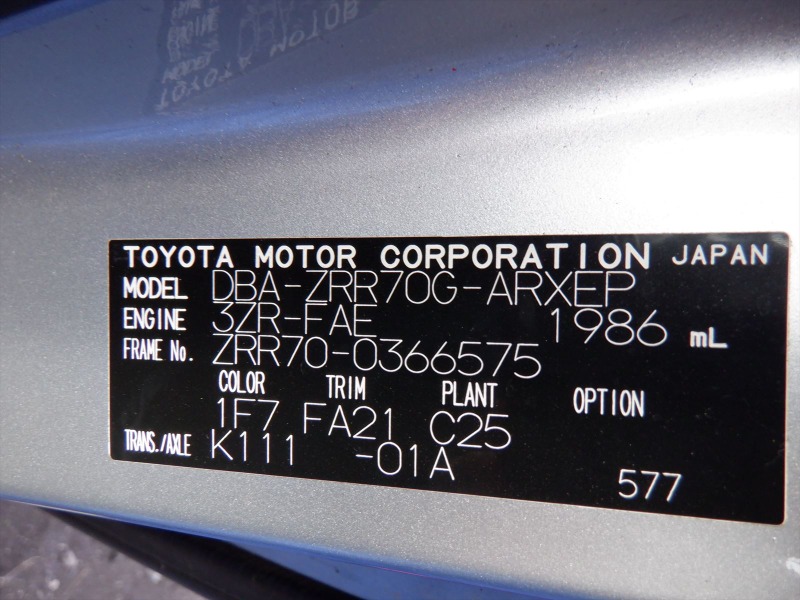 TOYOTA MOTOR CORPORATION JAPAN
MODEL DBA-ZRR70G-ARXEP
ENGINE 3ZR-FAE 1986 mL
FRAME No. ZRR70-0366575
COLOR TRIM PLANT OPTION
1F7 FA21 C25
TRANS./AXLE K111 -01A
577